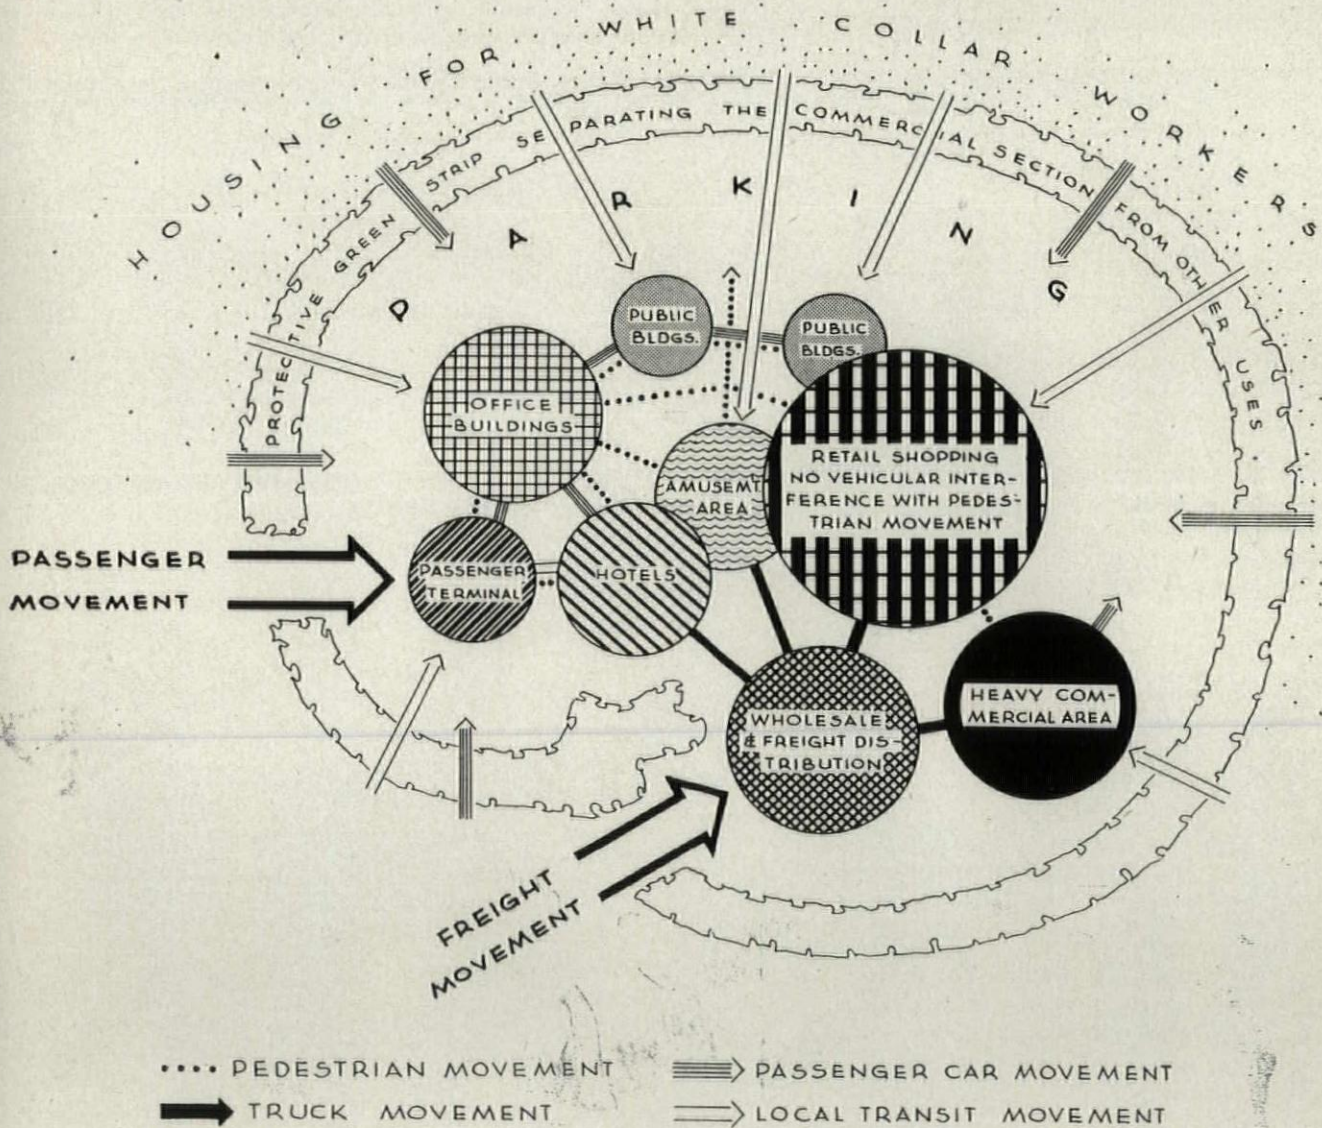 HOUSING FOR WHITE COLLAR WORKERS
PROTECTIVE GREEN STRIP SEPARATING THE COMMERCIAL SECTION FROM OTHER USES
PARKING
PUBLIC
BLDGS.
PUBLIC
BLDGS.
OFFICE
BUILDINGS
AMUSEMT
AREA
RETAIL SHOPPING
NO VEHICULAR INTER-
FERENCE WITH PEDES-
TRIAN MOVEMENT
PASSENGER
MOVEMENT
PASSENGER
TERMINAL
HOTELS
HEAVY COM-
MERCIAL AREA
WHOLESALE
& FREIGHT DIS-
TRIBUTION
FREIGHT
MOVEMENT
PEDESTRIAN MOVEMENT
PASSENGER CAR MOVEMENT
TRUCK MOVEMENT
LOCAL TRANSIT MOVEMENT